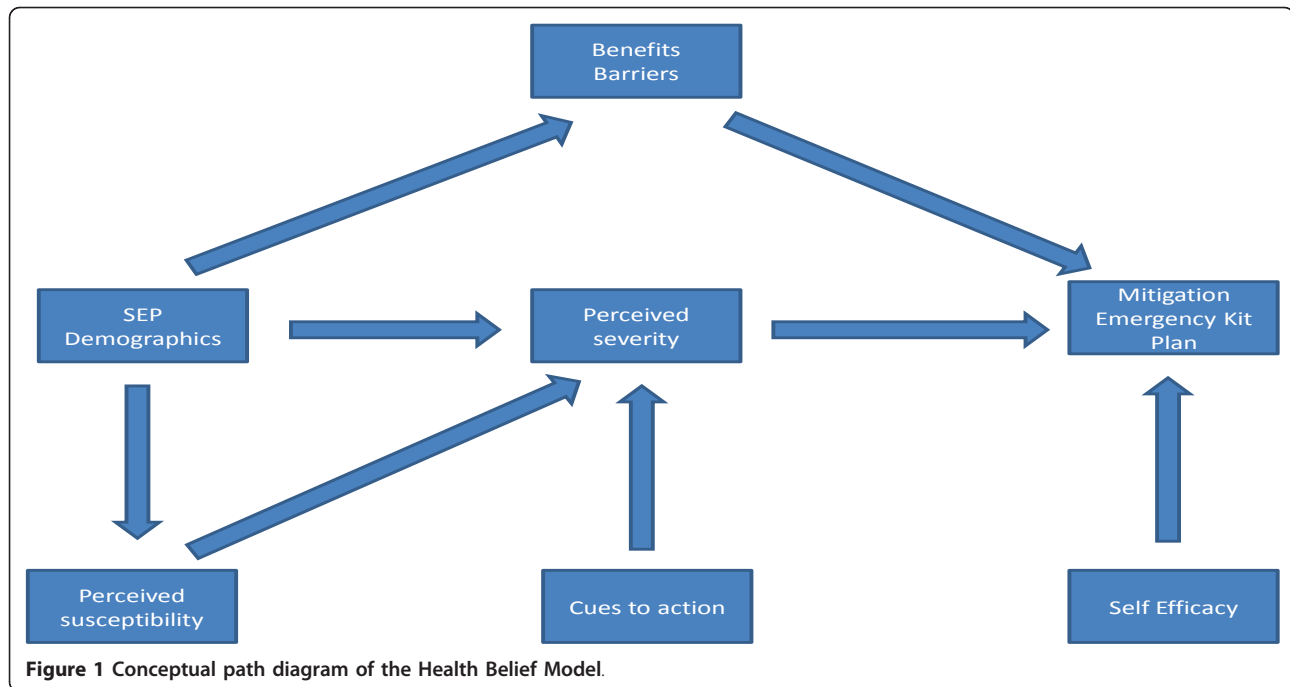 Benefits
Barriers
SEP
Demographics
Perceived
severity
Mitigation
Emergency Kit
Plan
Perceived
susceptibility
Cues to action
Self Efficacy
Figure 1 Conceptual path diagram of the Health Belief Model.